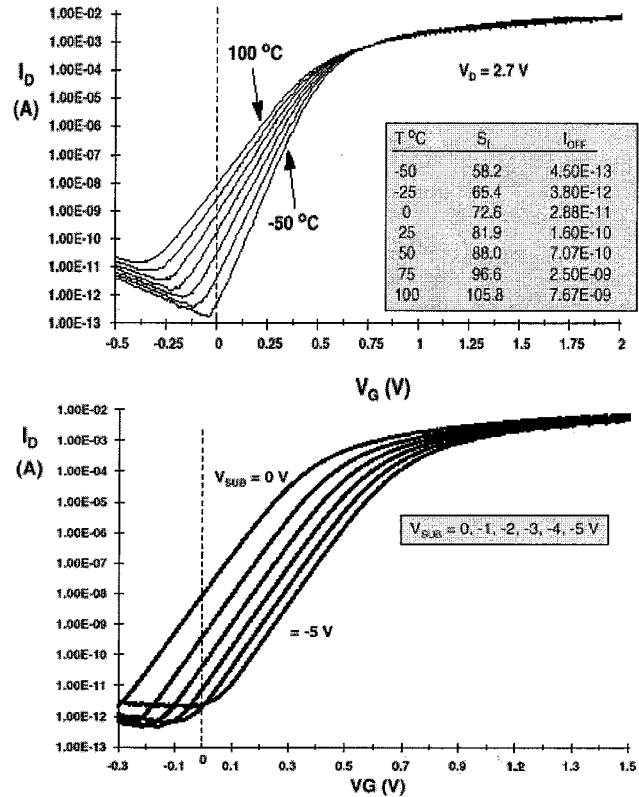 1.00E-02
1.00E-03
1.00E-04
1.00E-05
1.00E-06
1.00E-07
1.00E-08
1.00E-09
1.00E-10
1.00E-11
1.00E-12
1.00E-13
I_D
(A)
100 °C
-50 °C
V_D = 2.7 V
T °C S_t I_OFF
-50 58.2 4.50E-13
-25 65.4 3.80E-12
0 72.6 2.88E-11
25 81.9 1.60E-10
50 88.0 7.07E-10
75 96.6 2.50E-09
100 105.8 7.67E-09
-0.5 -0.25 0 0.25 0.5 0.75 1 1.25 1.5 1.75 2
V_G (V)
I_D
(A)
1.00E-02
1.00E-03
1.00E-04
1.00E-05
1.00E-06
1.00E-07
1.00E-08
1.00E-09
1.00E-10
1.00E-11
1.00E-12
1.00E-13
V_SUB = 0 V
V_SUB = 0, -1, -2, -3, -4, -5 V
= -5 V
-0.3 -0.1 0 0.1 0.3 0.5 0.7 0.9 1.1 1.3 1.5
VG (V)